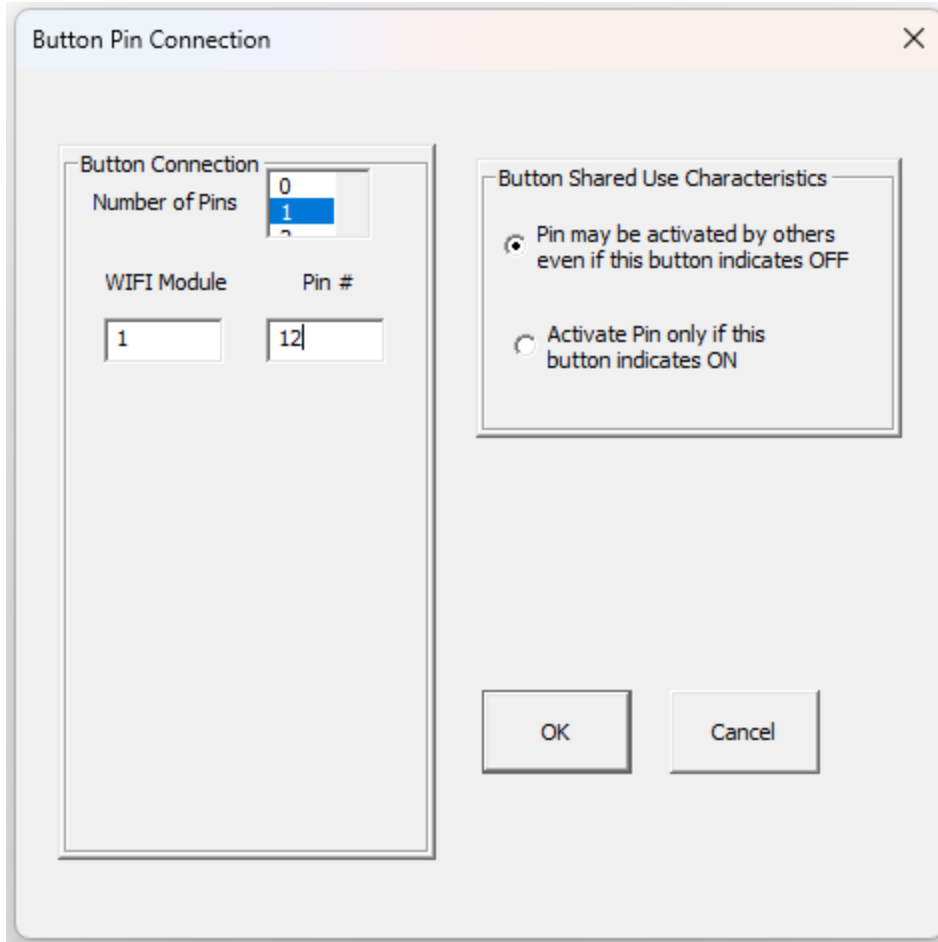 Button Pin Connection
Button Connection
Number of Pins
0
1
WIFI Module Pin #
1 12
Button Shared Use Characteristics
Pin may be activated by others
even if this button indicates OFF
Activate Pin only if this
button indicates ON
OK Cancel